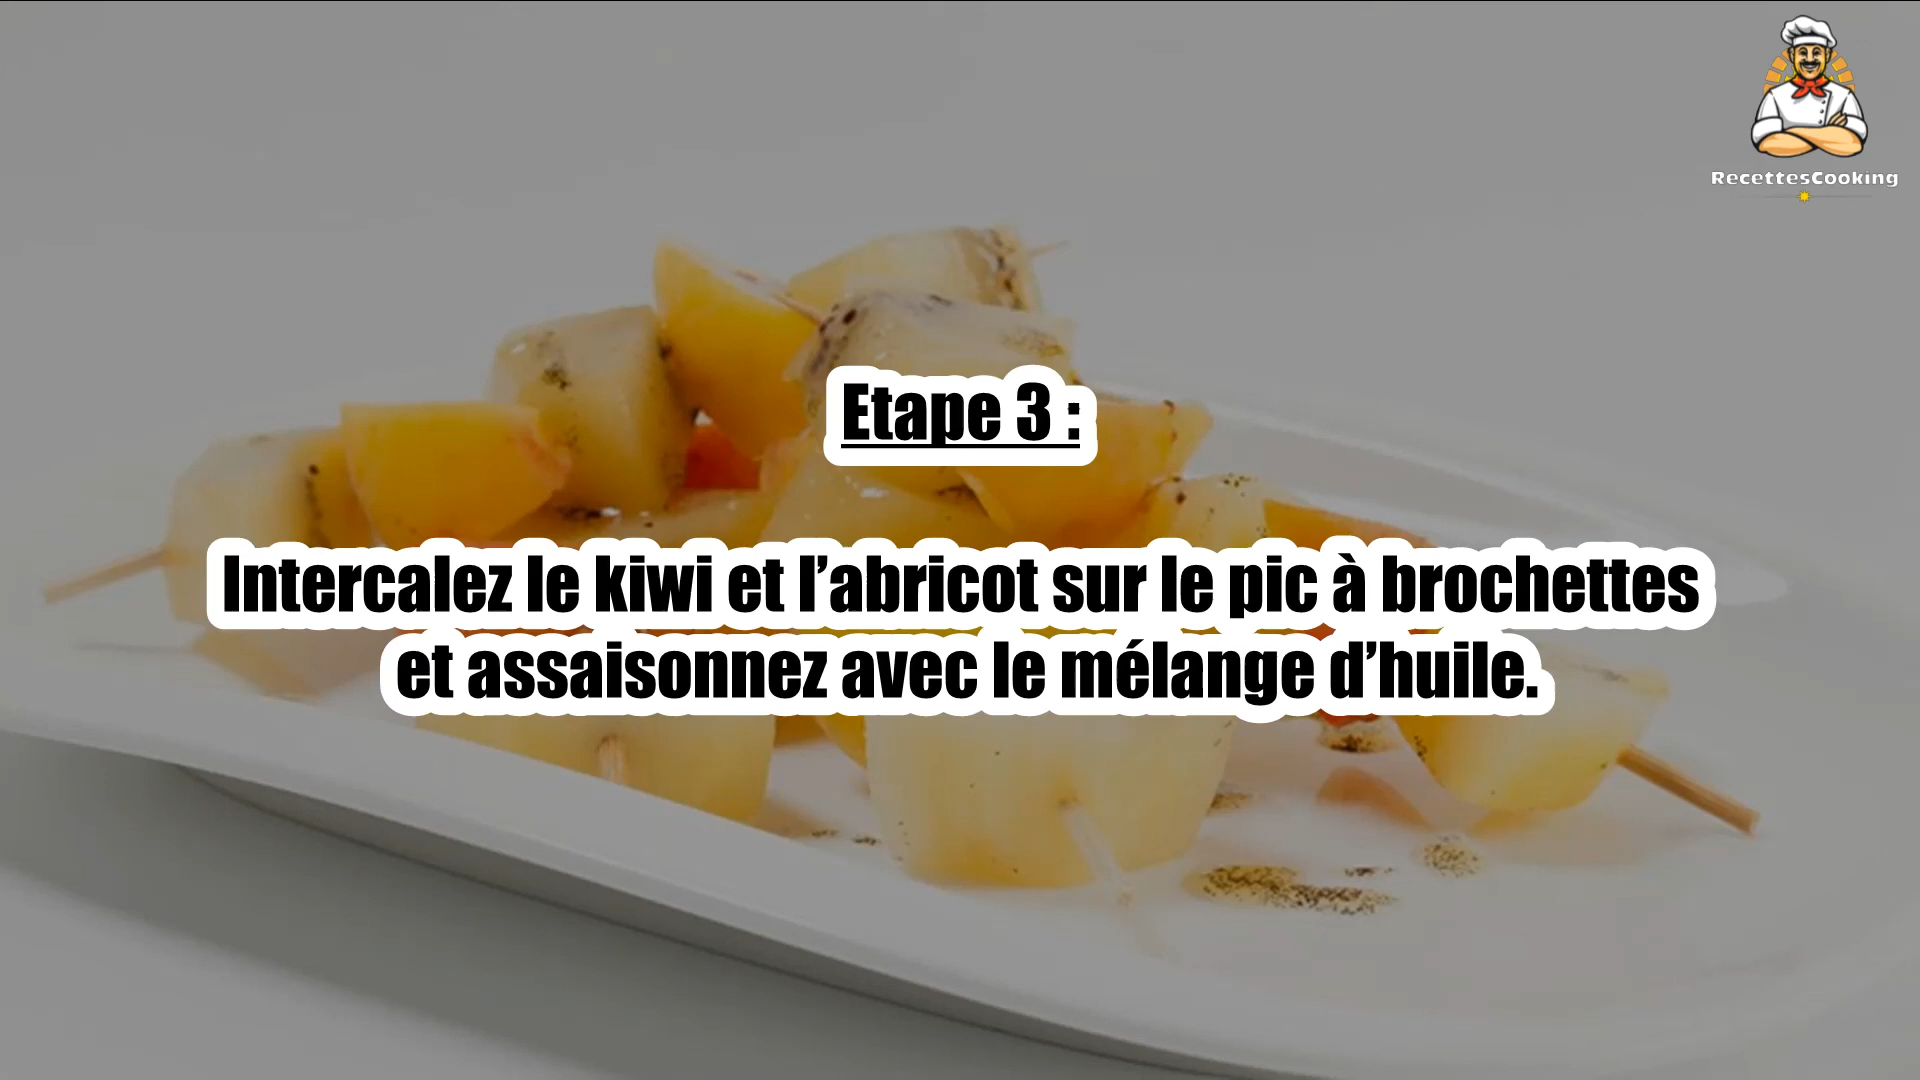 RecettesCooking
Etape 3 :
Intercalez le kiwi et l’abricot sur le pic à brochettes
et assaisonnez avec le mélange d’huile.